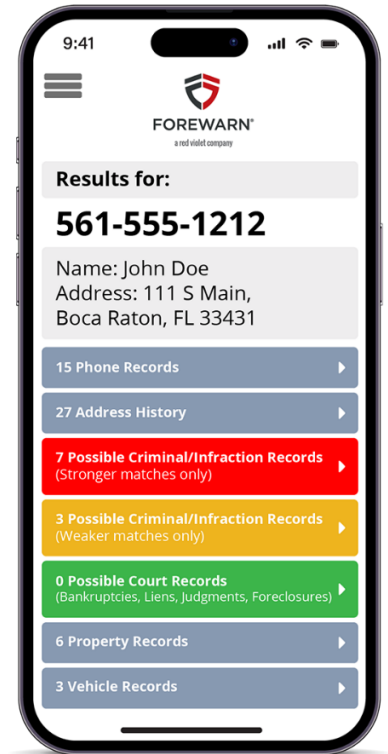 9:41
FOREWARN®
a red violet company
Results for:
561-555-1212
Name: John Doe
Address: 111 S Main,
Boca Raton, FL 33431
15 Phone Records
27 Address History
7 Possible Criminal/Infraction Records
(Stronger matches only)
3 Possible Criminal/Infraction Records
(Weaker matches only)
0 Possible Court Records
(Bankruptcies, Liens, Judgments, Foreclosures)
6 Property Records
3 Vehicle Records